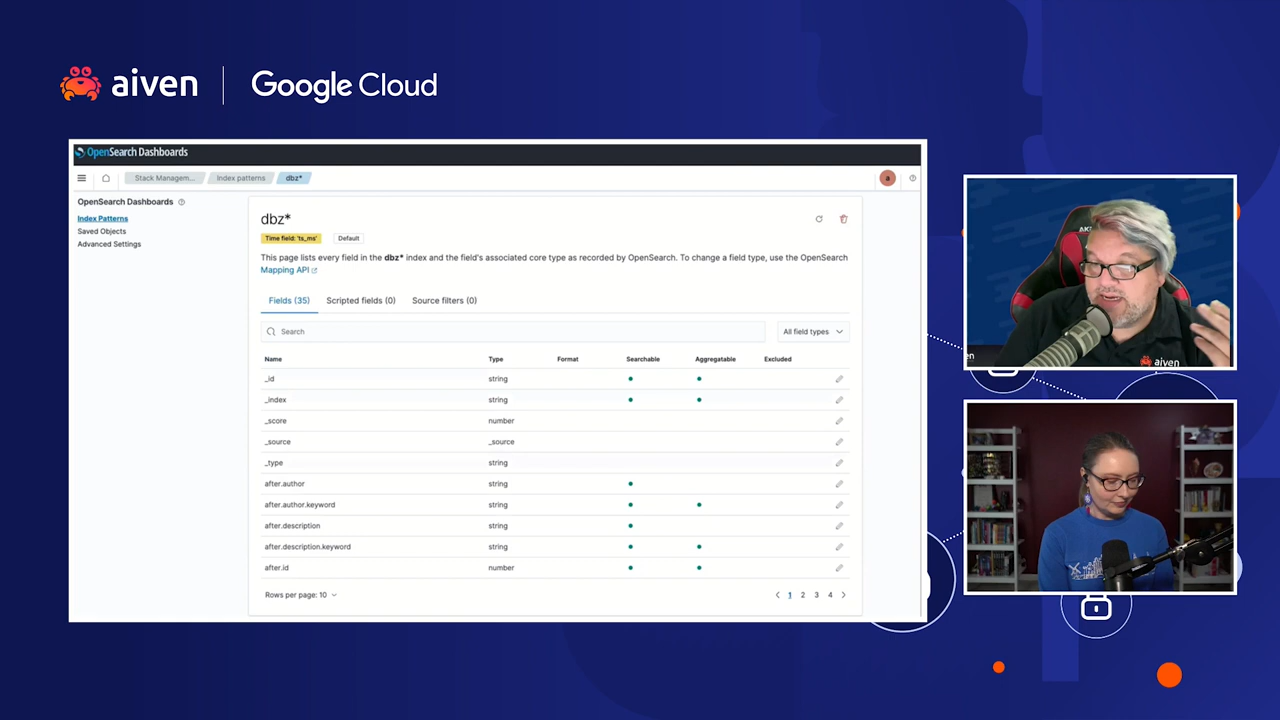 aiven | Google Cloud
OpenSearch Dashboards
Stack Managem... Index patterns dbz* a
OpenSearch Dashboards
Index Patterns
Saved Objects
Advanced Settings
dbz*
Time field: 'ts_ms' Default
This page lists every field in the dbz* index and the field's associated core type as recorded by OpenSearch. To change a field type, use the OpenSearch
Mapping API
Fields (35) Scripted fields (0) Source filters (0)
Search All field types
Name Type Format Searchable Aggregatable Excluded
_id string
_index string
_score number
_source _source
_type string
after.author string
after.author.keyword string
after.description string
after.description.keyword string
after.id number
Rows per page: 10 1 2 3 4
aiven